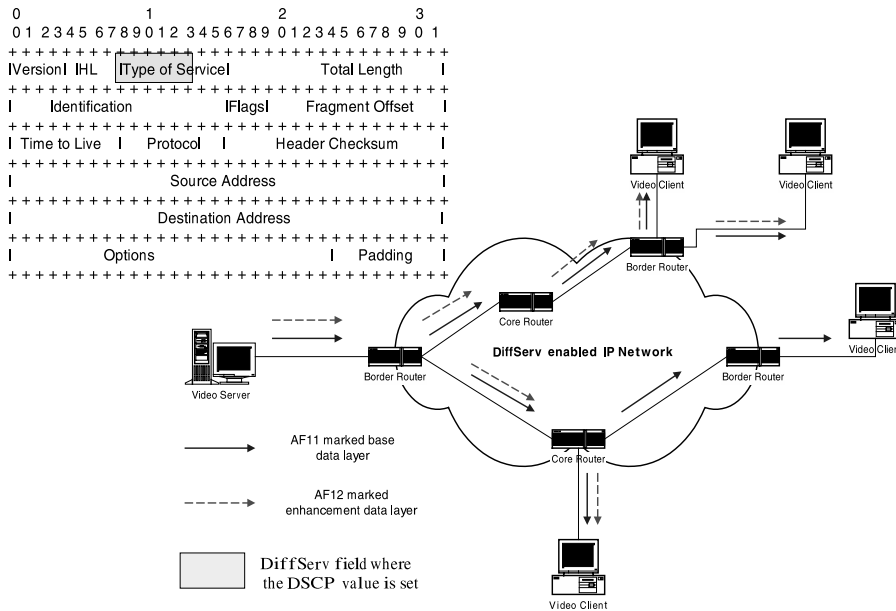 0 1 2 3
0 1 2 3 4 5 6 7 8 9 0 1 2 3 4 5 6 7 8 9 0 1 2 3 4 5 6 7 8 9 0 1
+ + + + + + + + + + + + + + + + + + + + + + + + + + + + + + + + +
|Version| IHL |Type of Service| Total Length |
+ + + + + + + + + + + + + + + + + + + + + + + + + + + + + + + + +
| Identification |Flags| Fragment Offset |
+ + + + + + + + + + + + + + + + + + + + + + + + + + + + + + + + +
| Time to Live | Protocol | Header Checksum |
+ + + + + + + + + + + + + + + + + + + + + + + + + + + + + + + + +
| Source Address |
+ + + + + + + + + + + + + + + + + + + + + + + + + + + + + + + + +
| Destination Address |
+ + + + + + + + + + + + + + + + + + + + + + + + + + + + + + + + +
| Options | Padding |
+ + + + + + + + + + + + + + + + + + + + + + + + + + + + + + + + +
Video Client
Video Client
Border Router
Core Router
DiffServ enabled IP Network
Video Server
Border Router
Border Router
Video Client
Core Router
Video Client
AF11 marked base
data layer
AF12 marked
enhancement data layer
DiffServ field where
the DSCP value is set